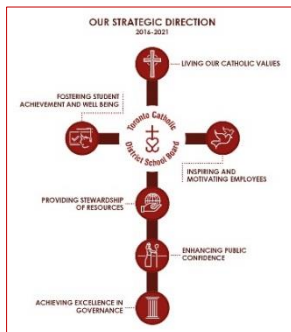 OUR STRATEGIC DIRECTION
2016-2021
LIVING OUR CATHOLIC VALUES
FOSTERING STUDENT
ACHIEVEMENT AND WELL BEING
Toronto Catholic
District School Board
INSPIRING AND
MOTIVATING EMPLOYEES
PROVIDING STEWARDSHIP
OF RESOURCES
ENHANCING PUBLIC
CONFIDENCE
ACHIEVING EXCELLENCE IN
GOVERNANCE